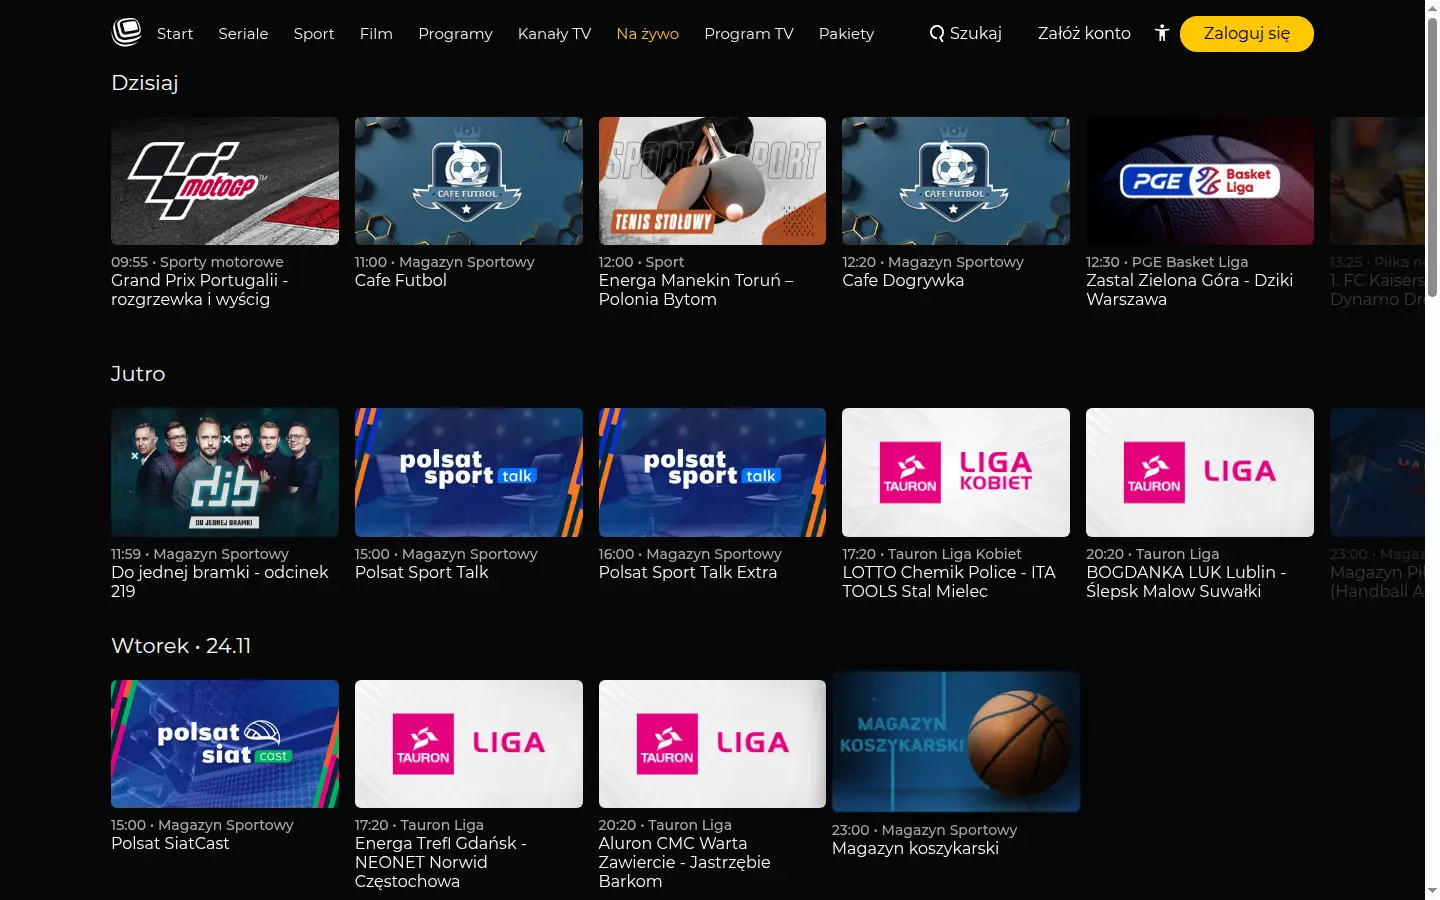 Start Seriale Sport Film Programy Kanały TV Na żywo Program TV Pakiety Szukaj Załóż konto Zaloguj się
Dzisiaj
motoGP™
CAFE FUTBOL
SPORT SPORT
TENIS STOŁOWY
CAFE FUTBOL
PGE Basket Liga
09:55 • Sporty motorowe
Grand Prix Portugalii -
rozgrzewka i wyścig
11:00 • Magazyn Sportowy
Cafe Futbol
12:00 • Sport
Energa Manekin Toruń –
Polonia Bytom
12:20 • Magazyn Sportowy
Cafe Dogrywka
12:30 • PGE Basket Liga
Zastal Zielona Góra - Dziki
Warszawa
13:25 • Piłka
1. FC Kaisers
Dynamo
Jutro
djb
DO JEDNEJ BRAMKI
polsat
sport talk
polsat
sport talk
TAURON
LIGA
KOBIET
TAURON LIGA
11:59 • Magazyn Sportowy
Do jednej bramki - odcinek
219
15:00 • Magazyn Sportowy
Polsat Sport Talk
16:00 • Magazyn Sportowy
Polsat Sport Talk Extra
17:20 • Tauron Liga Kobiet
LOTTO Chemik Police - ITA
TOOLS Stal Mielec
20:20 • Tauron Liga
BOGDANKA LUK Lublin -
Ślepsk Malow Suwałki
23:00 • Magaz
Magazyn
(Handball
Wtorek • 24.11
polsat
siat cast
TAURON LIGA
TAURON LIGA
MAGAZYN
KOSZYKARSKI
15:00 • Magazyn Sportowy
Polsat SiatCast
17:20 • Tauron Liga
Energa Trefl Gdańsk -
NEONET Norwid
Częstochowa
20:20 • Tauron Liga
Aluron CMC Warta
Zawiercie - Jastrzębie
Barkom
23:00 • Magazyn Sportowy
Magazyn koszykarski